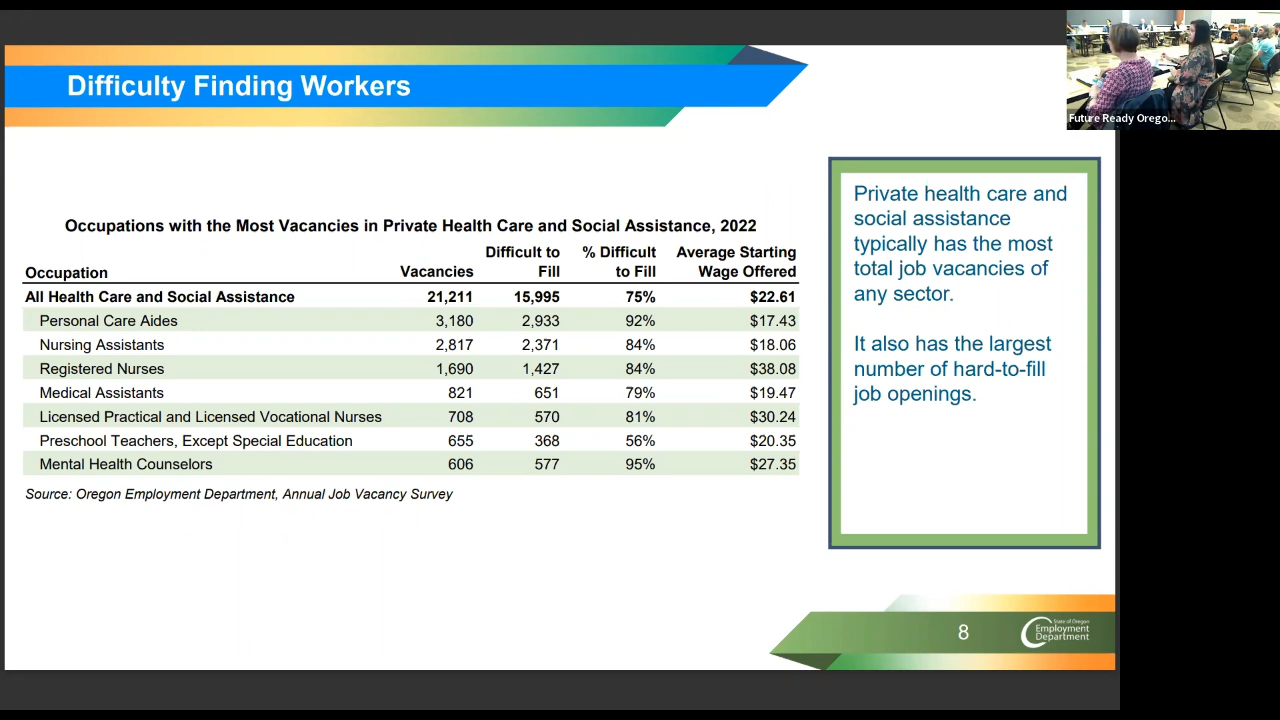 Difficulty Finding Workers
Future Ready Orego...
Occupations with the Most Vacancies in Private Health Care and Social Assistance, 2022
Occupation Vacancies Difficult to Fill % Difficult to Fill Average Starting Wage Offered
All Health Care and Social Assistance 21,211 15,995 75% $22.61
Personal Care Aides 3,180 2,933 92% $17.43
Nursing Assistants 2,817 2,371 84% $18.06
Registered Nurses 1,690 1,427 84% $38.08
Medical Assistants 821 651 79% $19.47
Licensed Practical and Licensed Vocational Nurses 708 570 81% $30.24
Preschool Teachers, Except Special Education 655 368 56% $20.35
Mental Health Counselors 606 577 95% $27.35
Source: Oregon Employment Department, Annual Job Vacancy Survey
Private health care and
social assistance
typically has the most
total job vacancies of
any sector.
It also has the largest
number of hard-to-fill
job openings.
8
State of Oregon
Employment
Department